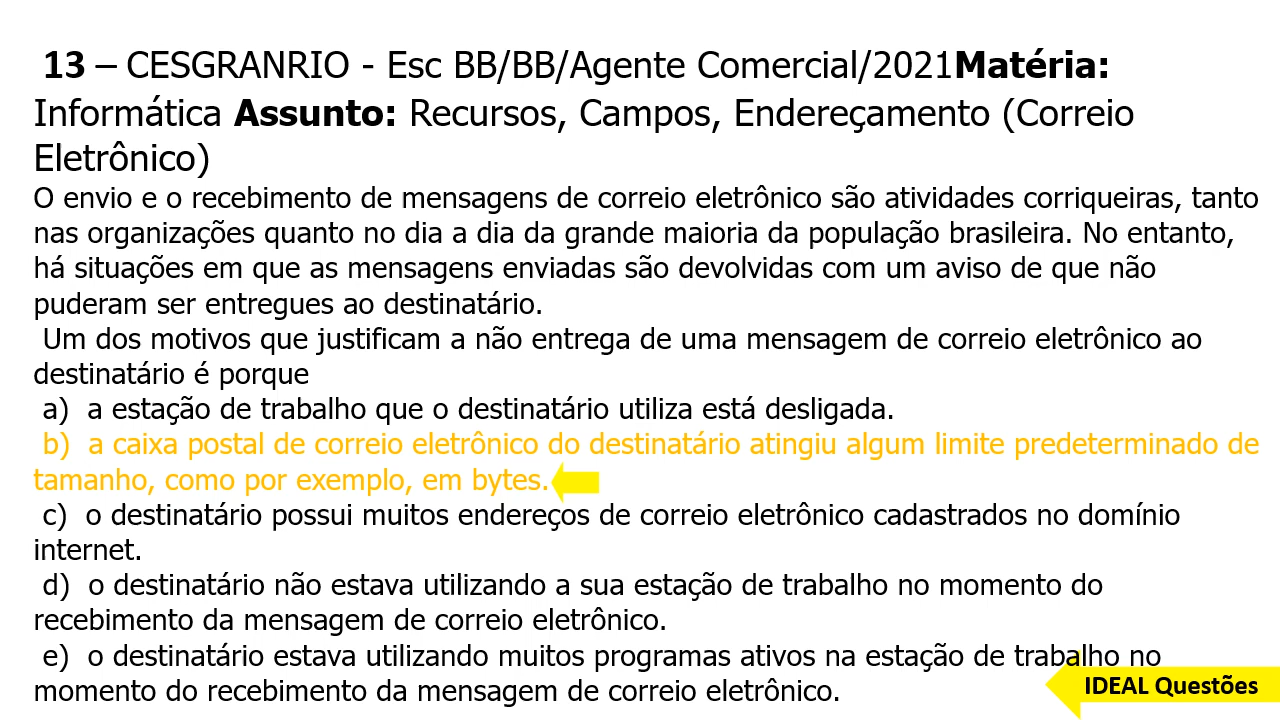 13 – CESGRANRIO - Esc BB/BB/Agente Comercial/2021Matéria:
Informática Assunto: Recursos, Campos, Endereçamento (Correio
Eletrônico)
O envio e o recebimento de mensagens de correio eletrônico são atividades corriqueiras, tanto
nas organizações quanto no dia a dia da grande maioria da população brasileira. No entanto,
há situações em que as mensagens enviadas são devolvidas com um aviso de que não
puderam ser entregues ao destinatário.
Um dos motivos que justificam a não entrega de uma mensagem de correio eletrônico ao
destinatário é porque
a) a estação de trabalho que o destinatário utiliza está desligada.
b) a caixa postal de correio eletrônico do destinatário atingiu algum limite predeterminado de
tamanho, como por exemplo, em bytes.
c) o destinatário possui muitos endereços de correio eletrônico cadastrados no domínio
internet.
d) o destinatário não estava utilizando a sua estação de trabalho no momento do
recebimento da mensagem de correio eletrônico.
e) o destinatário estava utilizando muitos programas ativos na estação de trabalho no
momento do recebimento da mensagem de correio eletrônico.
IDEAL Questões